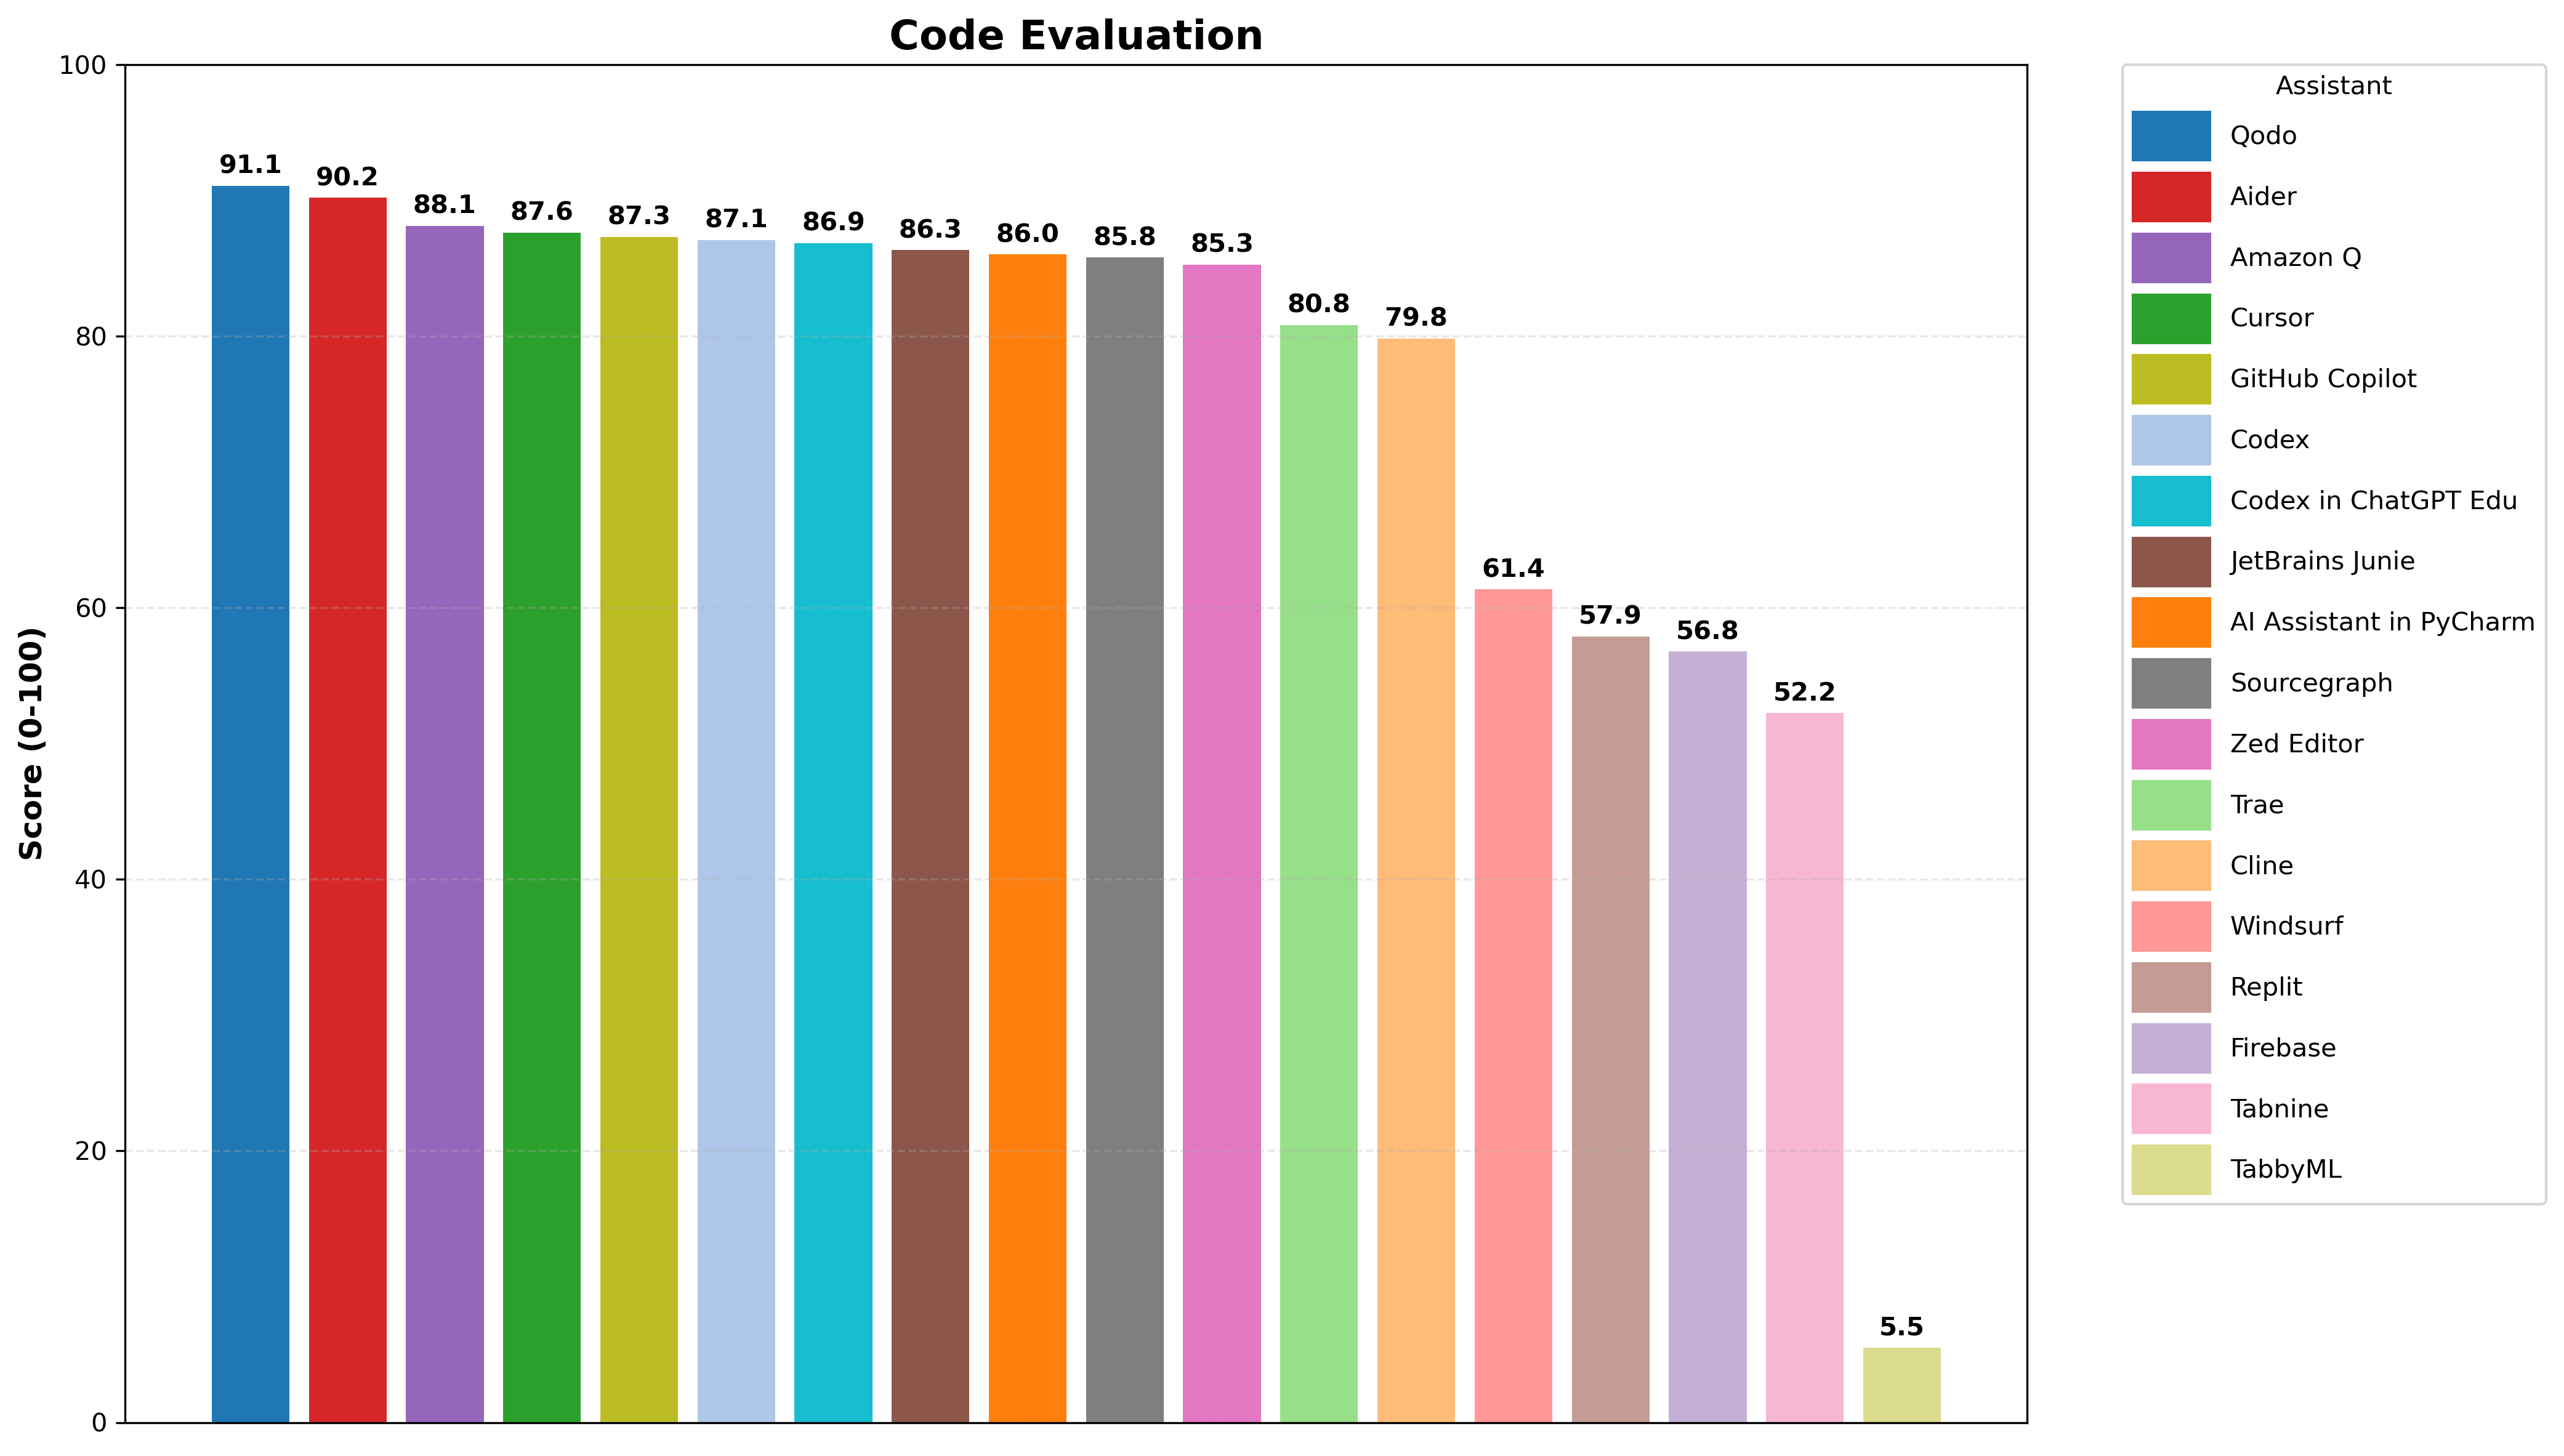 Code Evaluation
Score (0-100)
100
80
60
40
20
0
91.1
90.2
88.1
87.6
87.3
87.1
86.9
86.3
86.0
85.8
85.3
80.8
79.8
61.4
57.9
56.8
52.2
5.5
Assistant
Qodo
Aider
Amazon Q
Cursor
GitHub Copilot
Codex
Codex in ChatGPT Edu
JetBrains Junie
AI Assistant in PyCharm
Sourcegraph
Zed Editor
Trae
Cline
Windsurf
Replit
Firebase
Tabnine
TabbyML